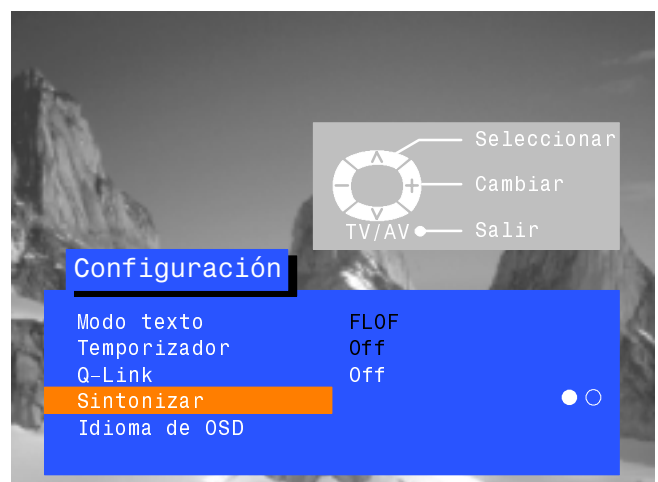 Seleccionar
Cambiar
TV/AV Salir
Configuración
Modo texto FLOF
Temporizador Off
Q-Link Off
Sintonizar
Idioma de OSD